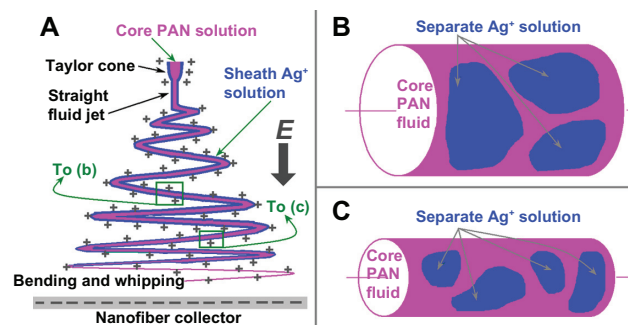 A
Core PAN solution
Taylor cone
Straight
fluid jet
Sheath Ag⁺
solution
E
To (b)
To (c)
Bending and whipping
Nanofiber collector
B
Separate Ag⁺ solution
Core
PAN
fluid
C
Separate Ag⁺ solution
Core
PAN
fluid